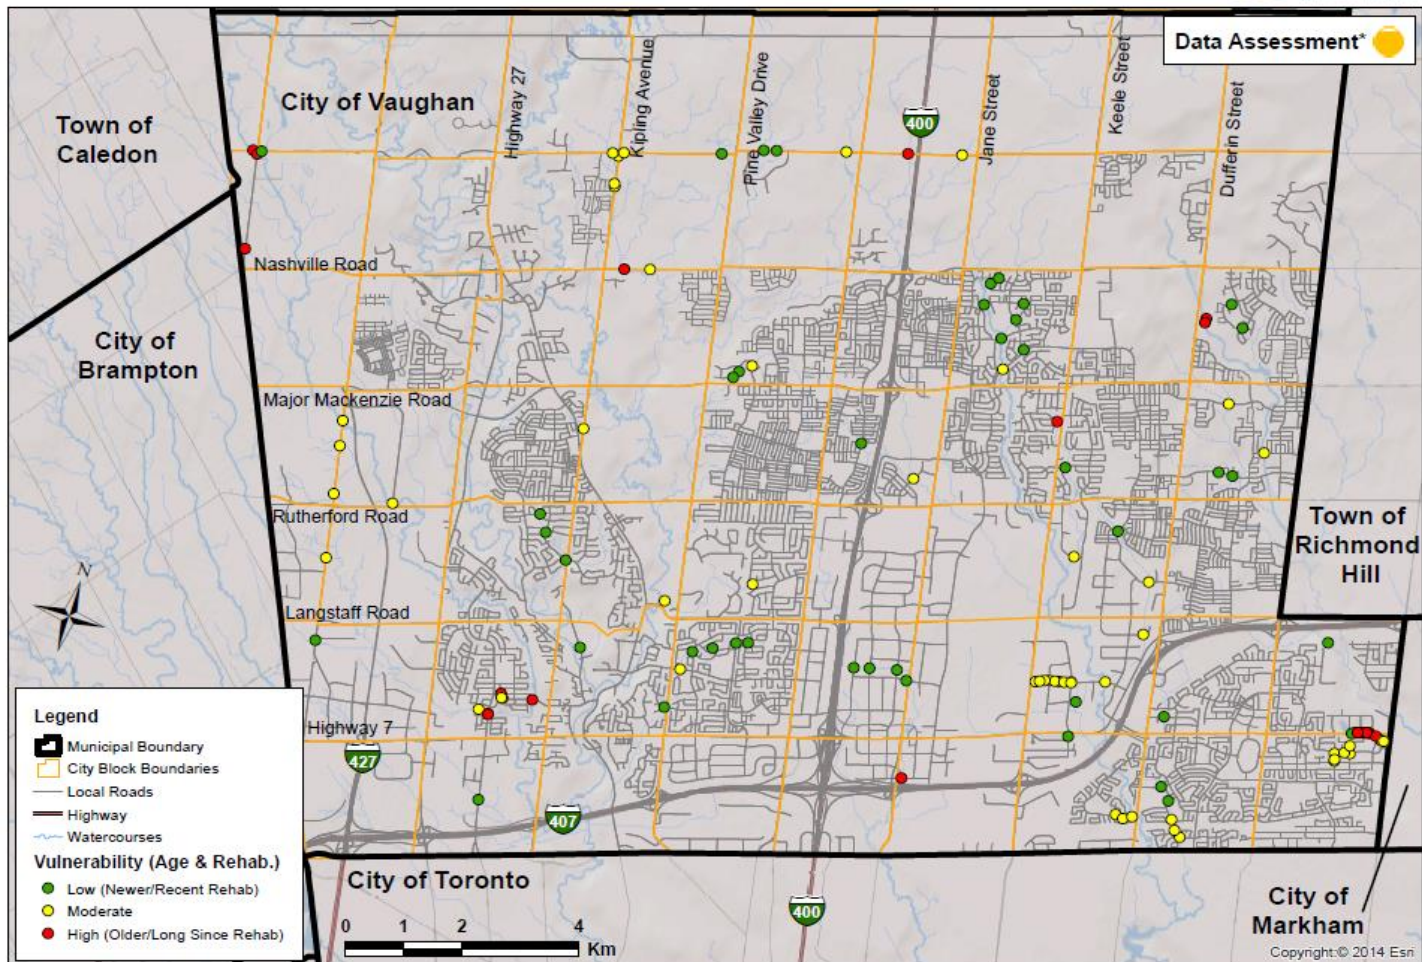 Data Assessment*
City of Vaughan
Town of
Caledon
Highway 27
Kipling Avenue
Pine Valley Drive
400
Jane Street
Keele Street
Dufferin Street
Nashville Road
City of
Brampton
Major Mackenzie Road
Rutherford Road
Town of
Richmond
Hill
N
Langstaff Road
Highway 7
427
407
Legend
Municipal Boundary
City Block Boundaries
Local Roads
Highway
Watercourses
Vulnerability (Age & Rehab.)
Low (Newer/Recent Rehab)
Moderate
High (Older/Long Since Rehab)
City of Toronto
400
City of
Markham
0 1 2 4
Km
Copyright:© 2014 Esri